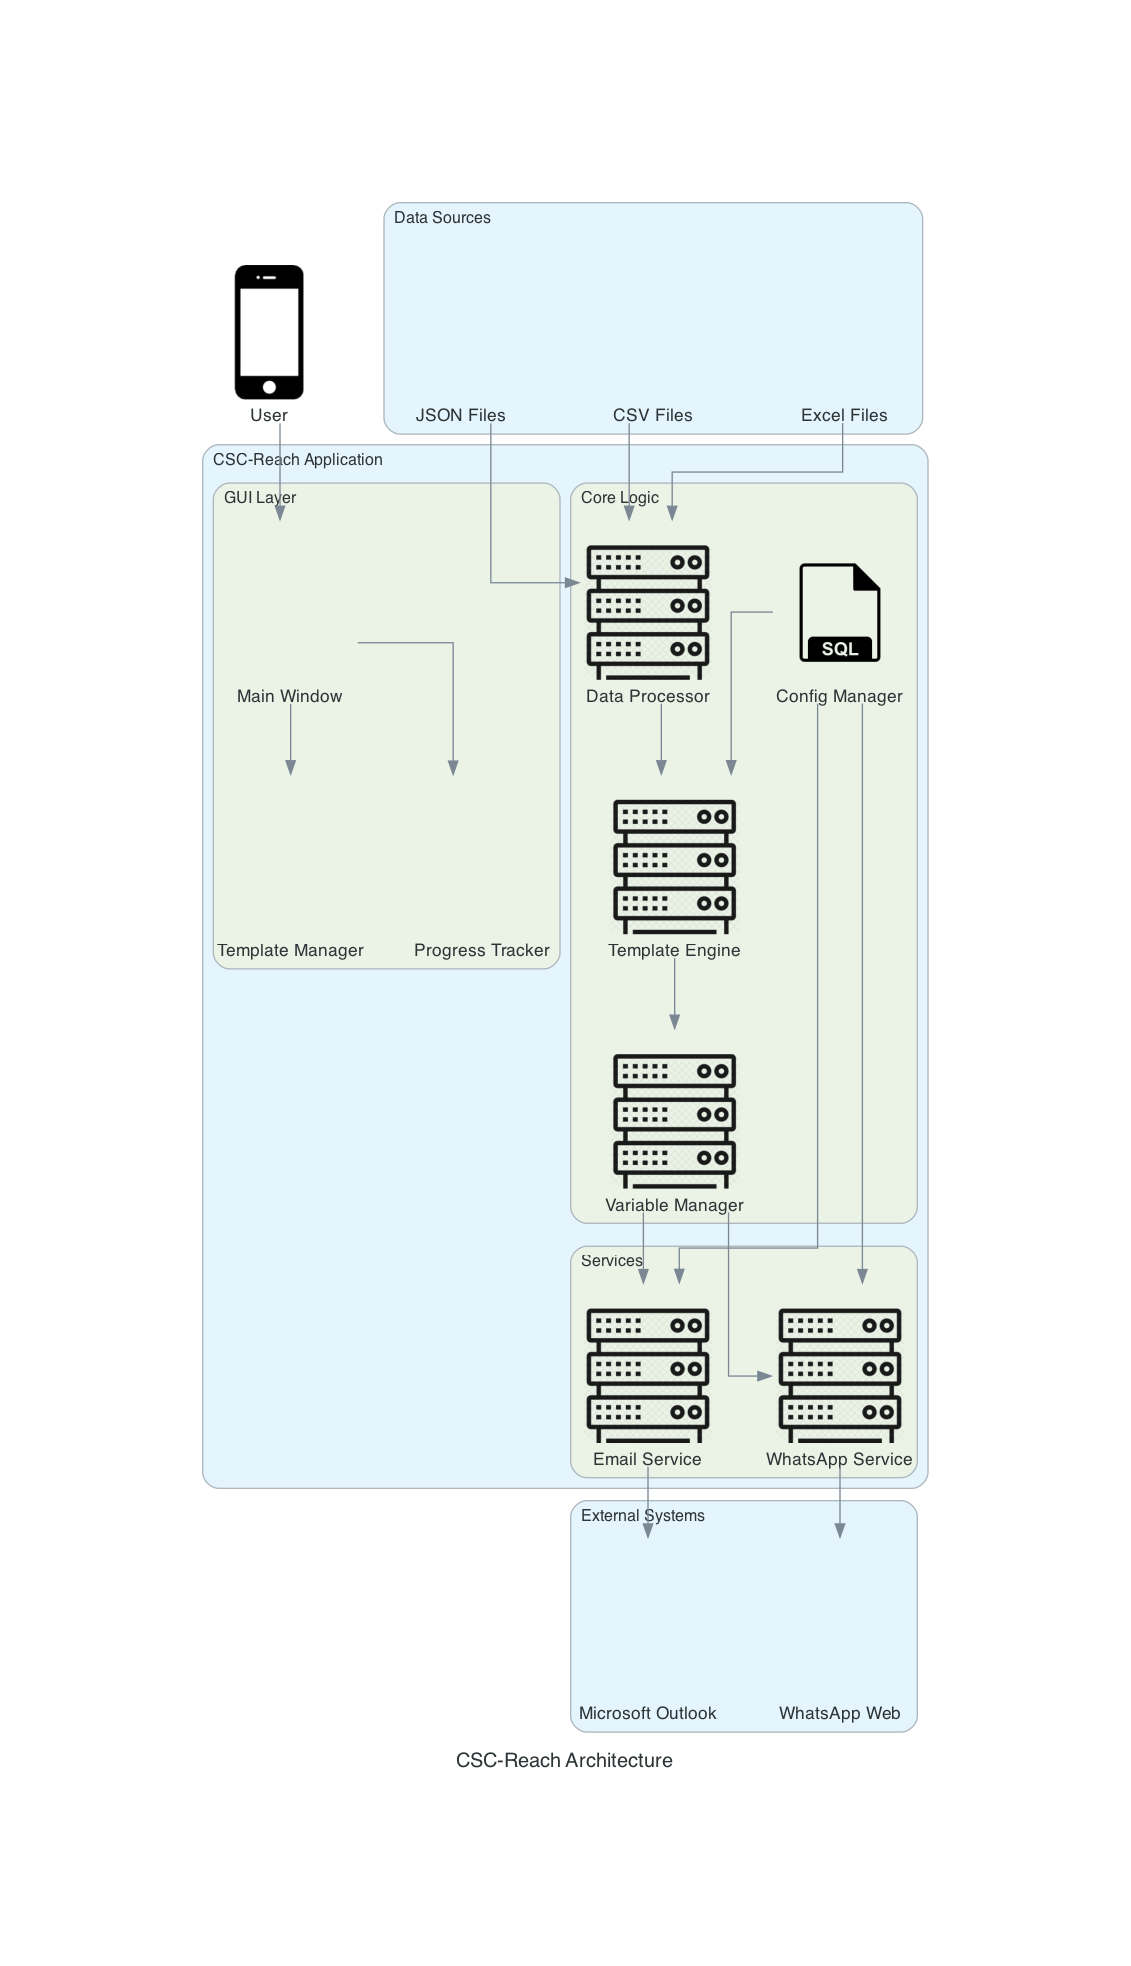 Data Sources
User
JSON Files
CSV Files
Excel Files
CSC-Reach Application
GUI Layer
Core Logic
SQL
Main Window
Data Processor
Config Manager
Template Manager
Progress Tracker
Template Engine
Variable Manager
Services
Email Service
WhatsApp Service
External Systems
Microsoft Outlook
WhatsApp Web
CSC-Reach Architecture